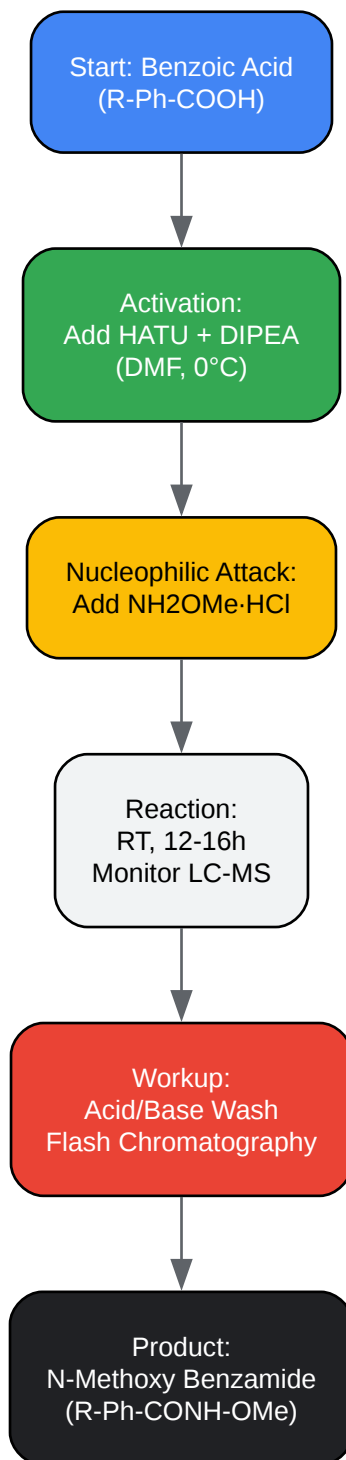 Start: Benzoic Acid
(R-Ph-COOH)
Activation:
Add HATU + DIPEA
(DMF, 0°C)
Nucleophilic Attack:
Add NH2OMe·HCl
Reaction:
RT, 12-16h
Monitor LC-MS
Workup:
Acid/Base Wash
Flash Chromatography
Product:
N-Methoxy Benzamide
(R-Ph-CONH-OMe)